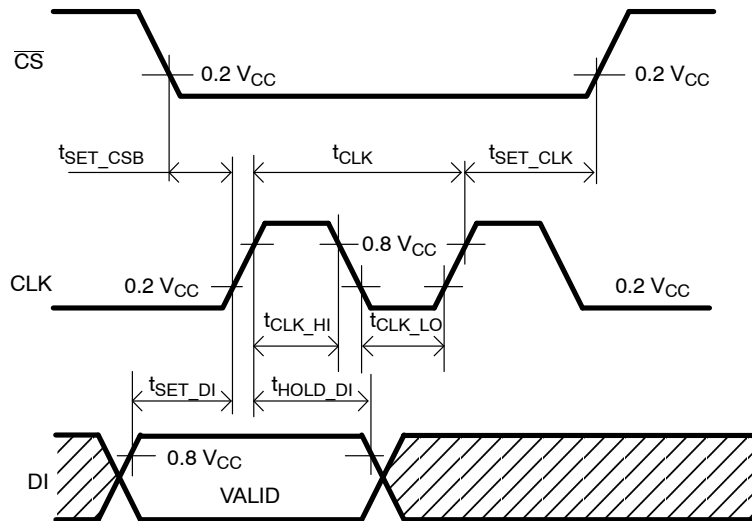 CS
0.2 VCC
0.2 VCC
tSET_CSB
tCLK
tSET_CLK
0.8 VCC
CLK
0.2 VCC
0.2 VCC
tCLK_HI
tCLK_LO
tSET_DI
tHOLD_DI
0.8 VCC
DI
VALID